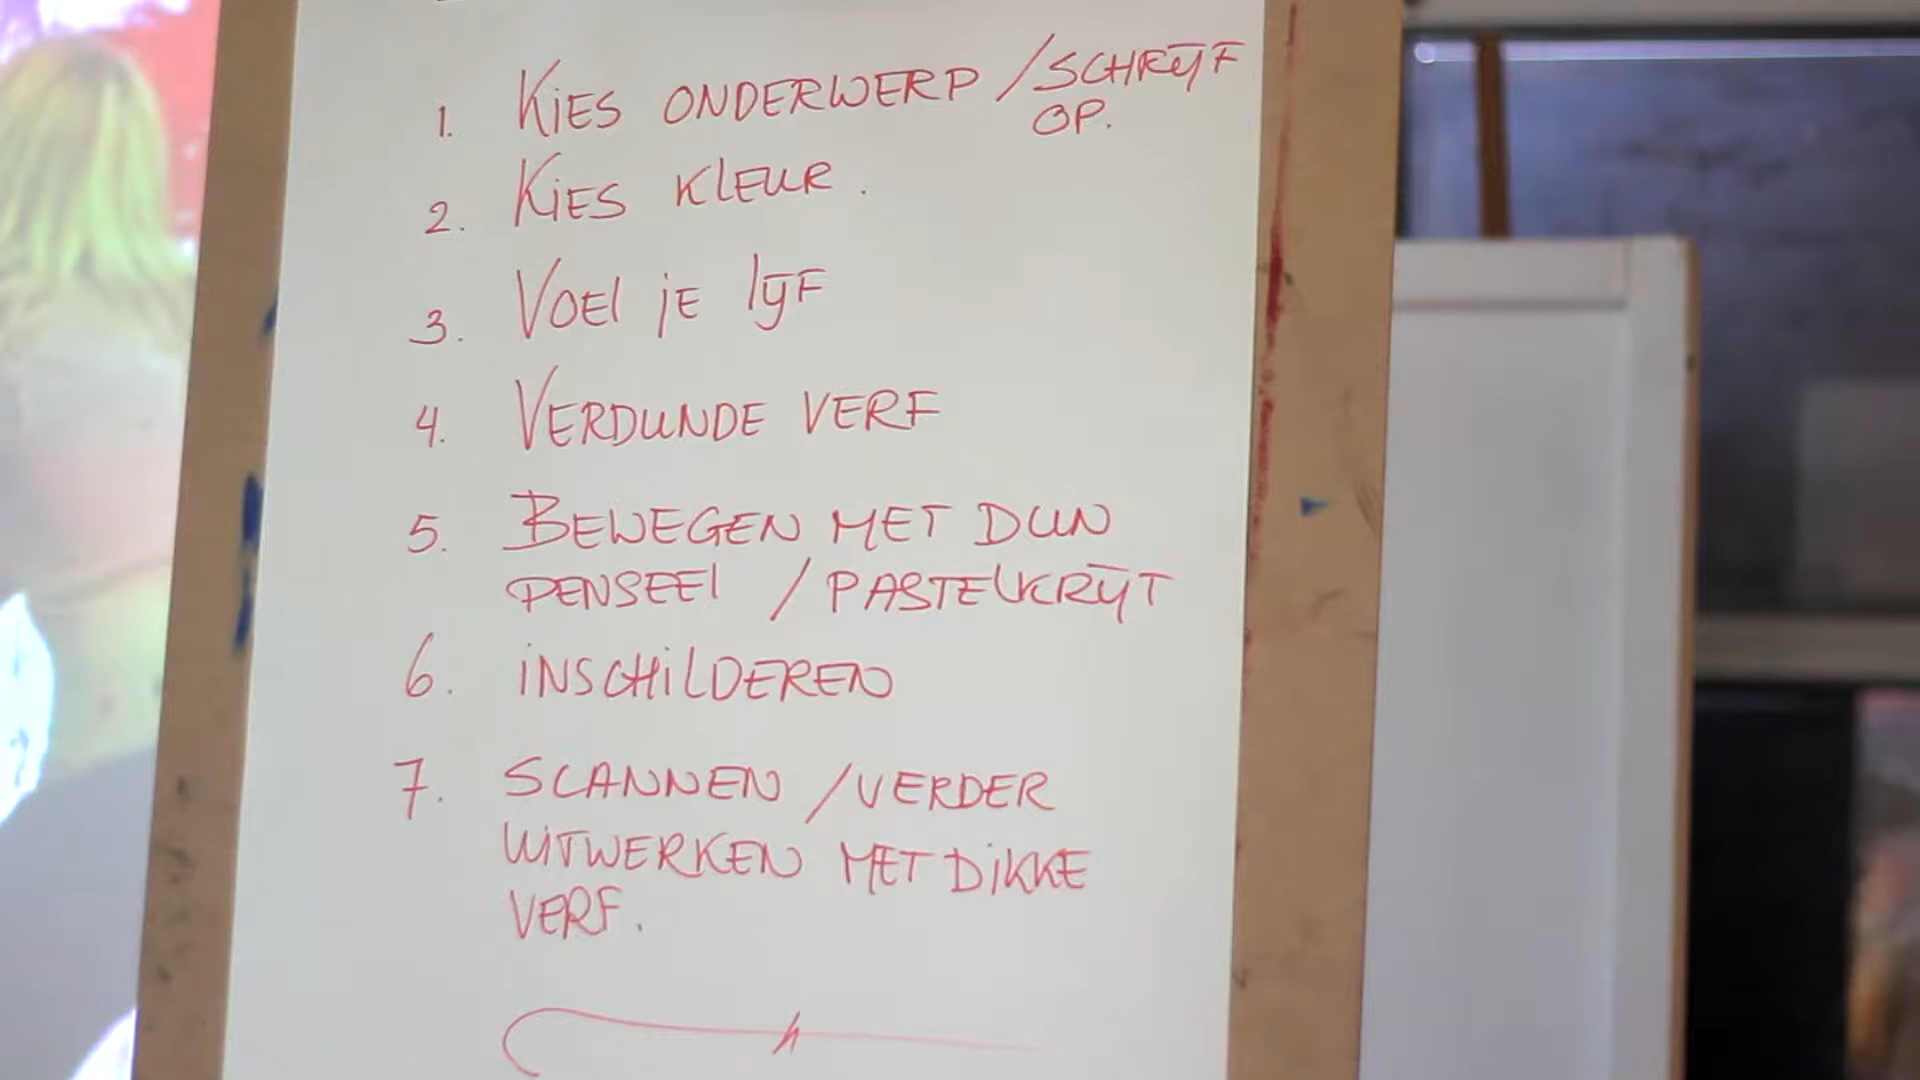 1. Kies onderwerp / schrijf
op.
2. Kies kleur.
3. Voel je lijf
4. Verdunde verf
5. Bewegen met dun
penseel / pastelkrijt
6. inschilderen
7. Scannen / verder
uitwerken met dikke
verf.